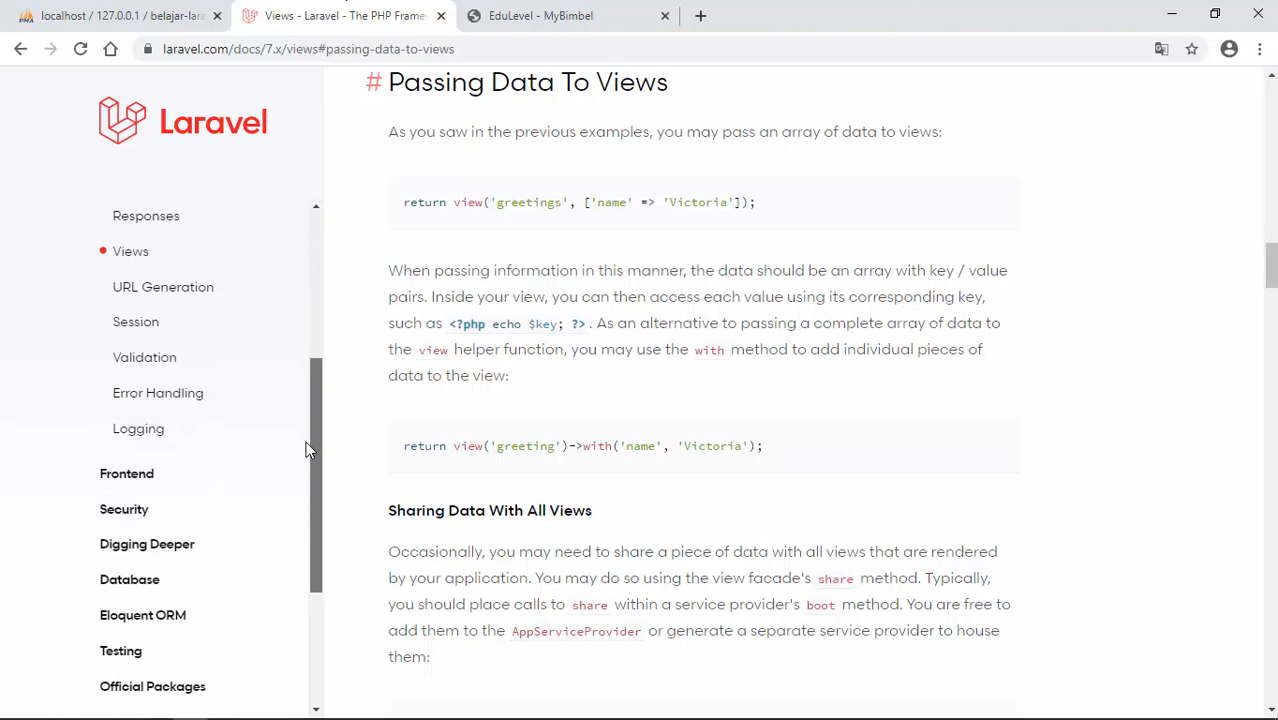 localhost / 127.0.0.1 / belajar-lara
Views - Laravel - The PHP Frame
EduLevel - MyBimbel
laravel.com/docs/7.x/views#passing-data-to-views
Laravel
Responses
Views
URL Generation
Session
Validation
Error Handling
Logging
Frontend
Security
Digging Deeper
Database
Eloquent ORM
Testing
Official Packages
# Passing Data To Views
As you saw in the previous examples, you may pass an array of data to views:
return view('greetings', ['name' => 'Victoria']);
When passing information in this manner, the data should be an array with key / value
pairs. Inside your view, you can then access each value using its corresponding key,
such as <?php echo $key; ?>. As an alternative to passing a complete array of data to
the view helper function, you may use the with method to add individual pieces of
data to the view:
return view('greeting')->with('name', 'Victoria');
Sharing Data With All Views
Occasionally, you may need to share a piece of data with all views that are rendered
by your application. You may do so using the view facade's share method. Typically,
you should place calls to share within a service provider's boot method. You are free to
add them to the AppServiceProvider or generate a separate service provider to house
them: